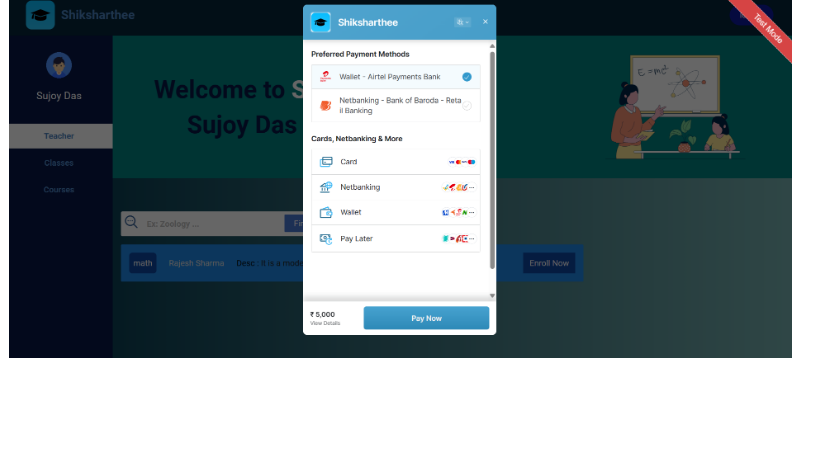 Shiksharthee
Test Mode
Sujoy Das
Teacher
Classes
Courses
Welcome to S
Sujoy Das
E=mc²
Ex: Zoology ...
Fin
math
Rajesh Sharma
Desc : It is a mode
Enroll Now
Shiksharthee
×
Preferred Payment Methods
Wallet - Airtel Payments Bank
Netbanking - Bank of Baroda - Reta
il Banking
Cards, Netbanking & More
Card
Netbanking
Wallet
Pay Later
₹ 5,000
View Details
Pay Now